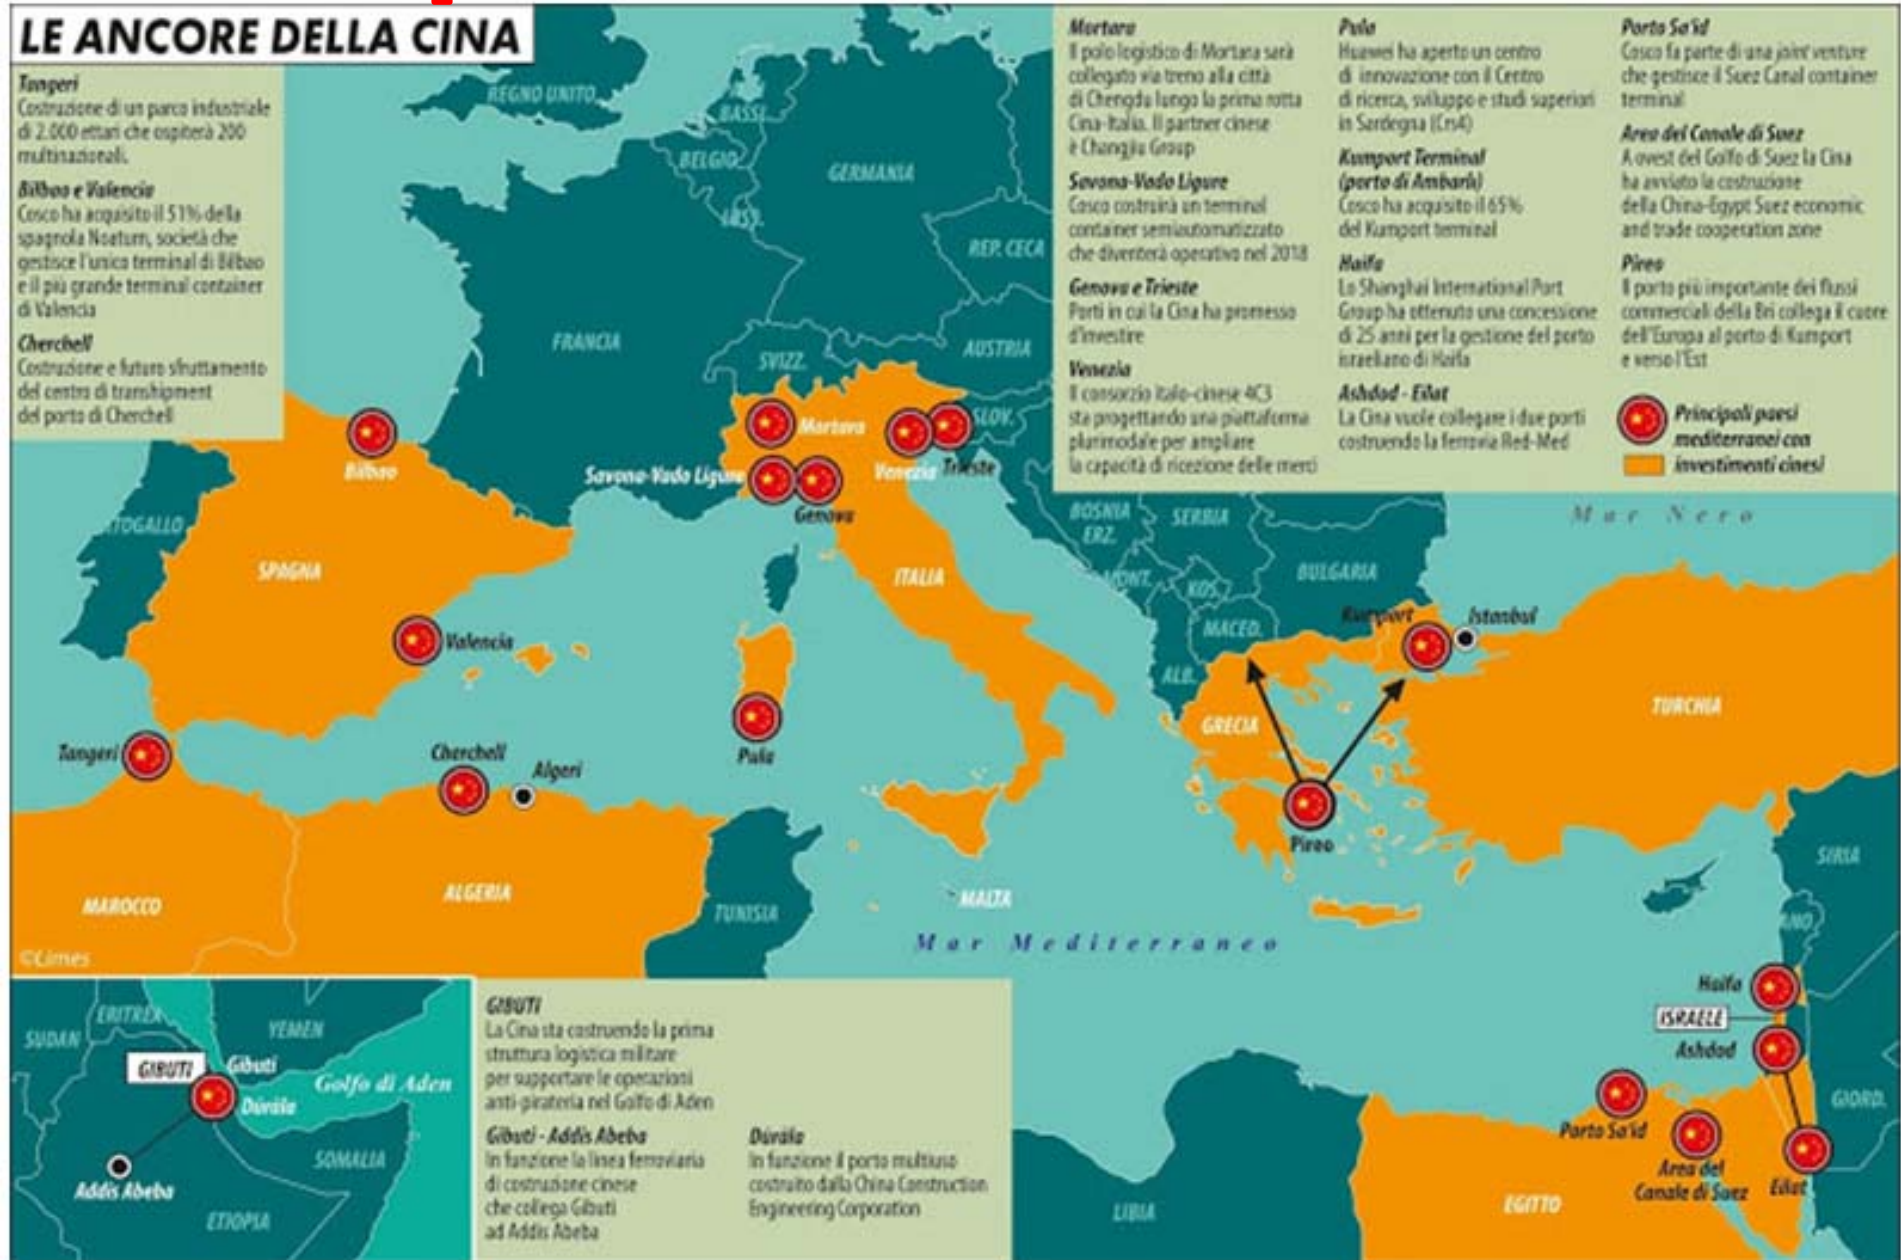 LE ANCORE DELLA CINA
Tangeri
Costruzione di un parco industriale
di 2.000 ettari che ospiterà 200
multinazionali.
Bilbao e Valencia
Cosco ha acquisito il 51% della
spagnola Noatum, società che
gestisce l'unico terminal di Bilbao
e il più grande terminal container
di Valencia
Cherchell
Costruzione e futuro sfruttamento
del centro di transhipment
del porto di Cherchell
Mortara
Il polo logistico di Mortara sarà
collegato via treno alla città
di Chengdu lungo la prima rotta
Cina-Italia. Il partner cinese
è Changjiu Group
Savona-Vado Ligure
Cosco costruirà un terminal
container semiautomatizzato
che diventerà operativo nel 2018
Genova e Trieste
Porti in cui la Cina ha promesso
d'investire
Venezia
Il consorzio italo-cinese 4C3
sta progettando una piattaforma
plurimodale per ampliare
la capacità di ricezione delle merci
Pula
Huawei ha aperto un centro
di innovazione con il Centro
di ricerca, sviluppo e studi superiori
in Sardegna (Crs4)
Kumport Terminal
(porto di Ambarlı)
Cosco ha acquisito il 65%
del Kumport terminal
Haifa
Lo Shanghai International Port
Group ha ottenuto una concessione
di 25 anni per la gestione del porto
israeliano di Haifa
Ashdod - Eilat
La Cina vuole collegare i due porti
costruendo la ferrovia Red-Med
Porto Sa'id
Cosco fa parte di una joint venture
che gestisce il Suez Canal container
terminal
Area del Canale di Suez
A ovest del Golfo di Suez la Cina
ha avviato la costruzione
della China-Egypt Suez economic
and trade cooperation zone
Pireo
Il porto più importante dei flussi
commerciali della Bri collega il cuore
dell'Europa al porto di Kumport
e verso l'Est
Principali paesi
mediterranei con
investimenti cinesi
REGNO UNITO
BASSI
BELGIO
GERMANIA
REP. CECA
FRANCIA
SVIZZ.
AUSTRIA
SLOV.
Mortara
Venezia
Trieste
Savona-Vado Ligure
Genova
Bilbao
TOGALLO
SPAGNA
ITALIA
BOSNIA
ERZ.
SERBIA
MONT.
KOS.
BULGARIA
MACED.
ALB.
Mar Nero
Kumport
Istanbul
Valencia
GRECIA
TURCHIA
Tangeri
Cherchell
Algeri
Pula
Pireo
SIRIA
MAROCCO
ALGERIA
TUNISIA
MALTA
ANO
Mar Mediterraneo
©Limes
Haifa
ISRAELE
Ashdod
GIORD.
Porto Sa'id
Area del
Canale di Suez
Eilat
LIBIA
EGITTO
SUDAN
ERITREA
YEMEN
GIBUTI
Gibuti
Golfo di Aden
Dūrāla
Addis Abeba
SOMALIA
ETIOPIA
GIBUTI
La Cina sta costruendo la prima
struttura logistica militare
per supportare le operazioni
anti-pirateria nel Golfo di Aden
Gibuti - Addis Abeba
In funzione la linea ferroviaria
di costruzione cinese
che collega Gibuti
ad Addis Abeba
Dūrāla
In funzione il porto multiuso
costruito dalla China Construction
Engineering Corporation